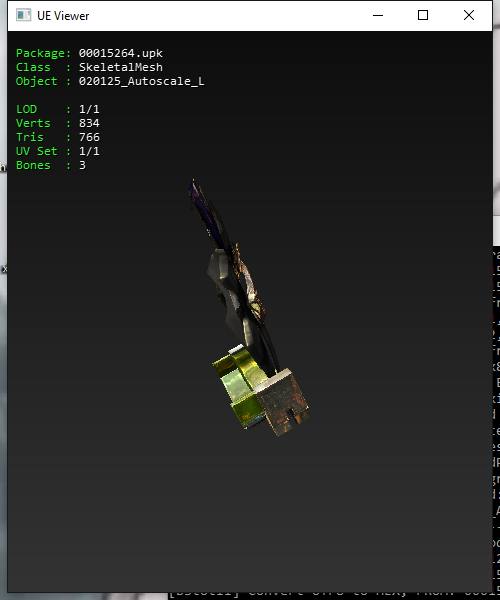 UE Viewer
Package: 00015264.upk
Class  : SkeletalMesh
Object : 020125_Autoscale_L
LOD    : 1/1
Verts  : 834
Tris   : 766
UV Set : 1/1
Bones  : 3